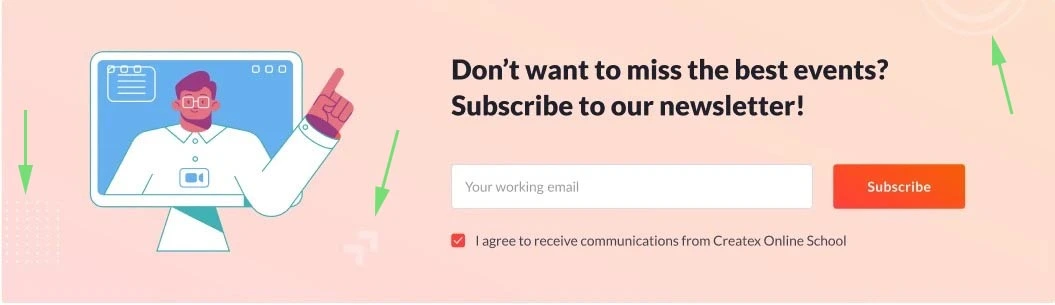 Don't want to miss the best events?
Subscribe to our newsletter!
Your working email
Subscribe
I agree to receive communications from Createx Online School